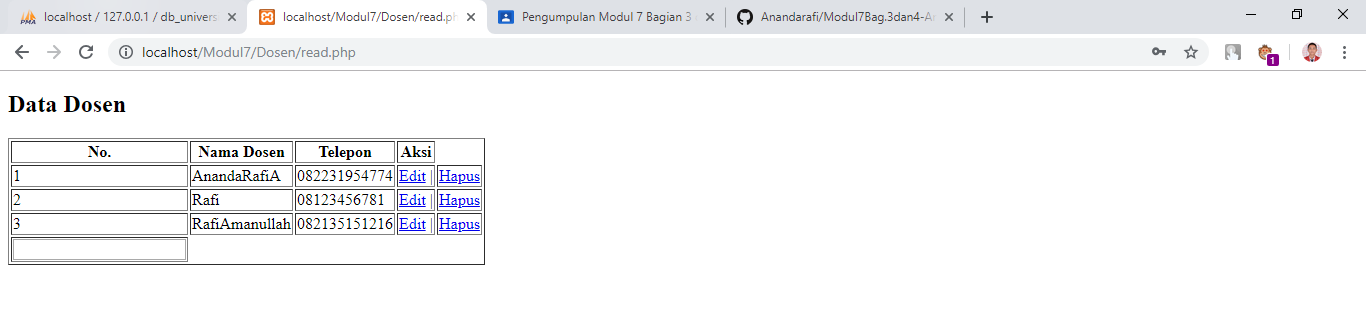 localhost / 127.0.0.1 / db_univers
localhost/Modul7/Dosen/read.ph
Pengumpulan Modul 7 Bagian 3
Anandarafi/Modul7Bag.3dan4-A
localhost/Modul7/Dosen/read.php
1
Data Dosen
No. Nama Dosen Telepon Aksi
1 AnandaRafiA 082231954774 Edit | Hapus
2 Rafi 08123456781 Edit | Hapus
3 RafiAmanullah 082135151216 Edit | Hapus